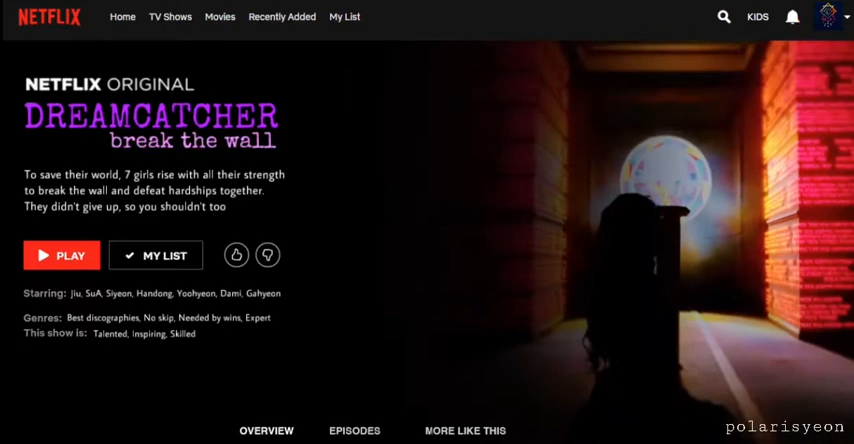 NETFLIX Home TV Shows Movies Recently Added My List KIDS
NETFLIX ORIGINAL
DREAMCATCHER
break the wall
To save their world, 7 girls rise with all their strength
to break the wall and defeat hardships together.
They didn't give up, so you shouldn't too
PLAY MY LIST
Starring: Jiu, SuA, Siyeon, Handong, Yoohyeon, Dami, Gahyeon
Genres: Best discographies, No skip, Needed by wins, Expert
This show is: Talented, Inspiring, Skilled
OVERVIEW EPISODES MORE LIKE THIS
polarisyeon